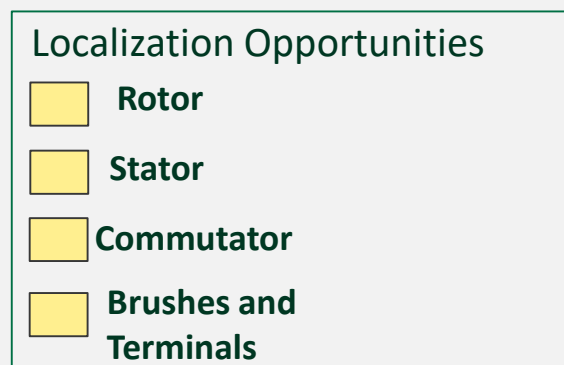 Localization Opportunities
Rotor
Stator
Commutator
Brushes and
Terminals